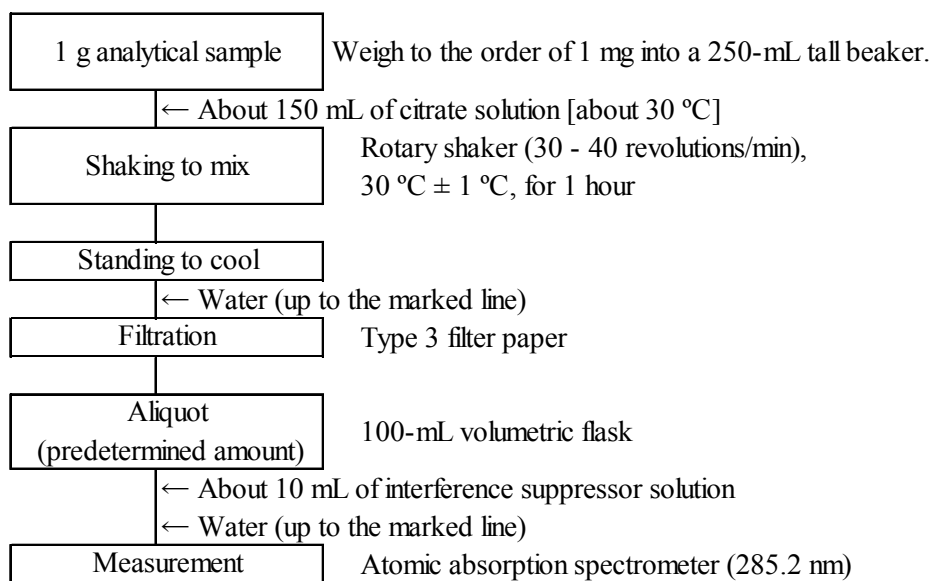 1 g analytical sample
Weigh to the order of 1 mg into a 250-mL tall beaker.
← About 150 mL of citrate solution [about 30 ºC]
Shaking to mix
Rotary shaker (30 - 40 revolutions/min),
30 ºC ± 1 ºC, for 1 hour
Standing to cool
← Water (up to the marked line)
Filtration
Type 3 filter paper
Aliquot
(predetermined amount)
100-mL volumetric flask
← About 10 mL of interference suppressor solution
← Water (up to the marked line)
Measurement
Atomic absorption spectrometer (285.2 nm)